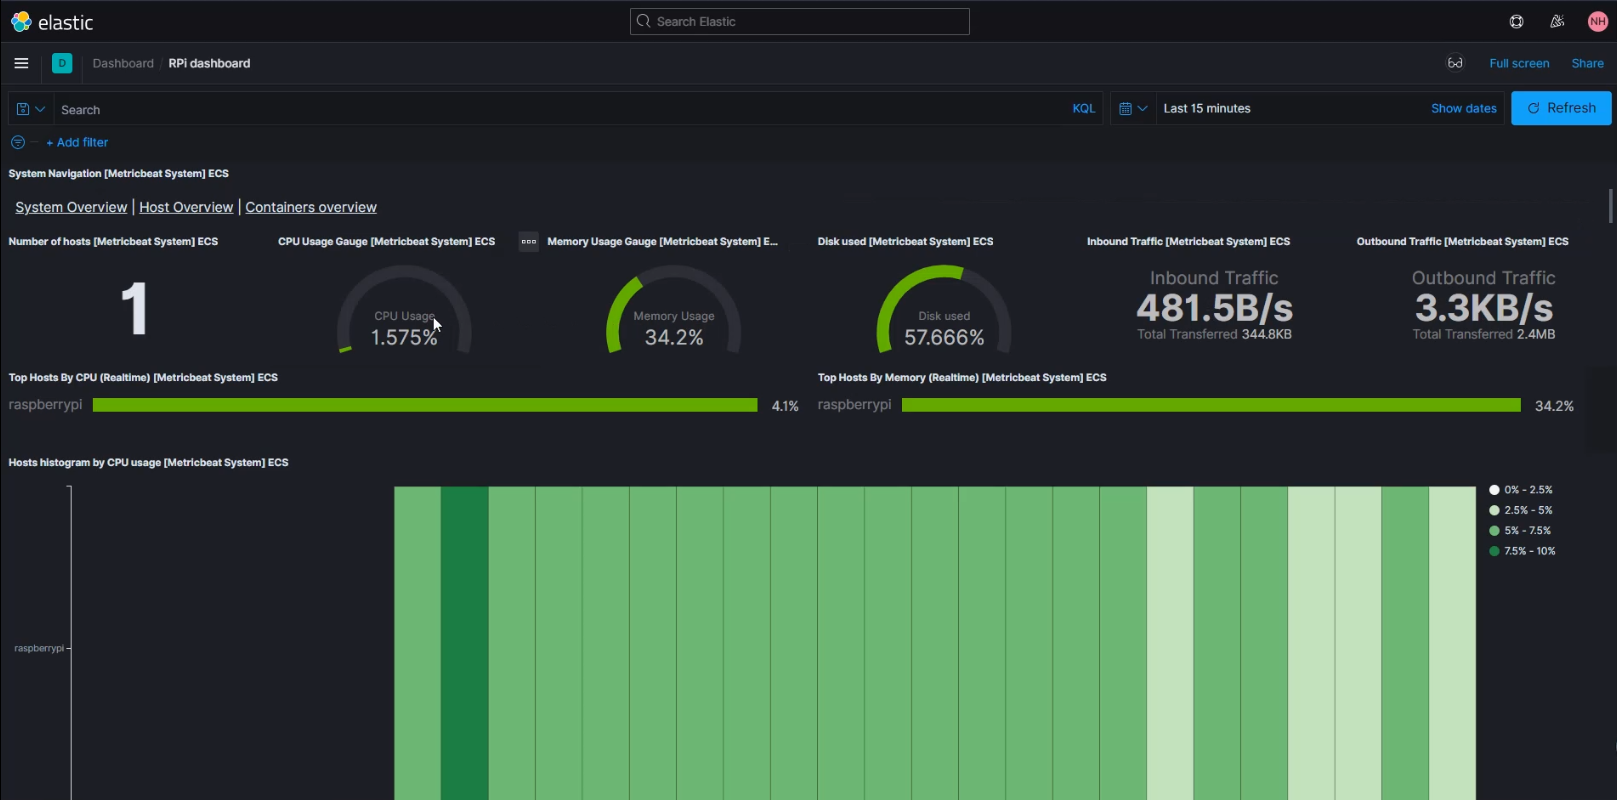 elastic
Search Elastic
NH
D
Dashboard / RPi dashboard
Full screen
Share
Search
KQL
Last 15 minutes
Show dates
Refresh
+ Add filter
System Navigation [Metricbeat System] ECS
System Overview | Host Overview | Containers overview
Number of hosts [Metricbeat System] ECS
1
CPU Usage Gauge [Metricbeat System] ECS
CPU Usage
1.575%
Memory Usage Gauge [Metricbeat System] E...
Memory Usage
34.2%
Disk used [Metricbeat System] ECS
Disk used
57.666%
Inbound Traffic [Metricbeat System] ECS
Inbound Traffic
481.5B/s
Total Transferred 344.8KB
Outbound Traffic [Metricbeat System] ECS
Outbound Traffic
3.3KB/s
Total Transferred 2.4MB
Top Hosts By CPU (Realtime) [Metricbeat System] ECS
raspberrypi 4.1%
Top Hosts By Memory (Realtime) [Metricbeat System] ECS
raspberrypi 34.2%
Hosts histogram by CPU usage [Metricbeat System] ECS
raspberrypi
0% - 2.5%
2.5% - 5%
5% - 7.5%
7.5% - 10%